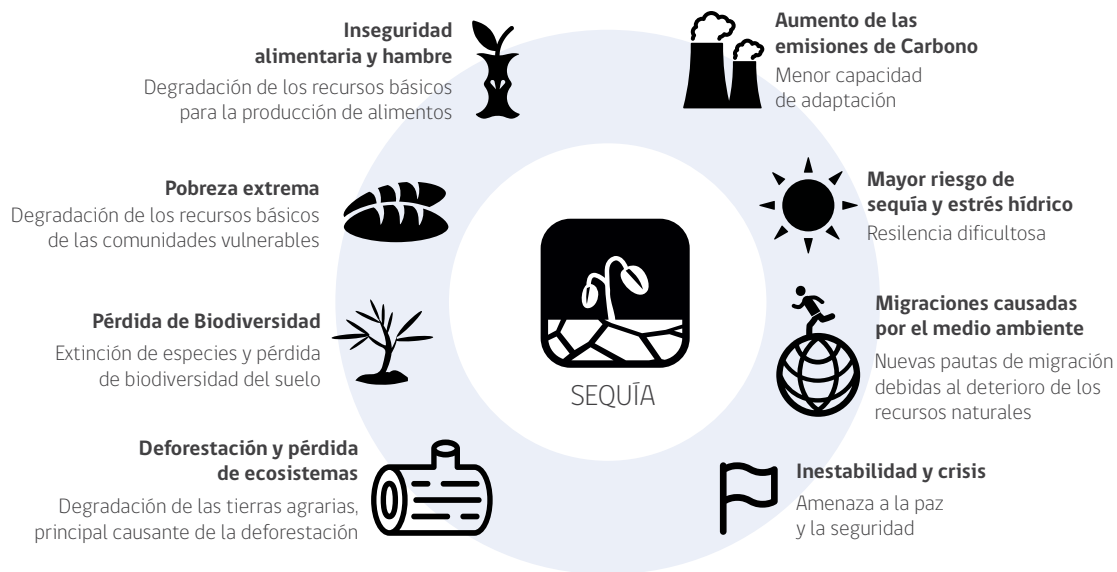 Inseguridad
alimentaria y hambre
Degradación de los recursos básicos
para la producción de alimentos
Pobreza extrema
Degradación de los recursos básicos
de las comunidades vulnerables
Pérdida de Biodiversidad
Extinción de especies y pérdida
de biodiversidad del suelo
Deforestación y pérdida
de ecosistemas
Degradación de las tierras agrarias,
principal causante de la deforestación
SEQUÍA
Aumento de las
emisiones de Carbono
Menor capacidad
de adaptación
Mayor riesgo de
sequía y estrés hídrico
Resilencia dificultosa
Migraciones causadas
por el medio ambiente
Nuevas pautas de migración
debidas al deterioro de los
recursos naturales
Inestabilidad y crisis
Amenaza a la paz
y la seguridad